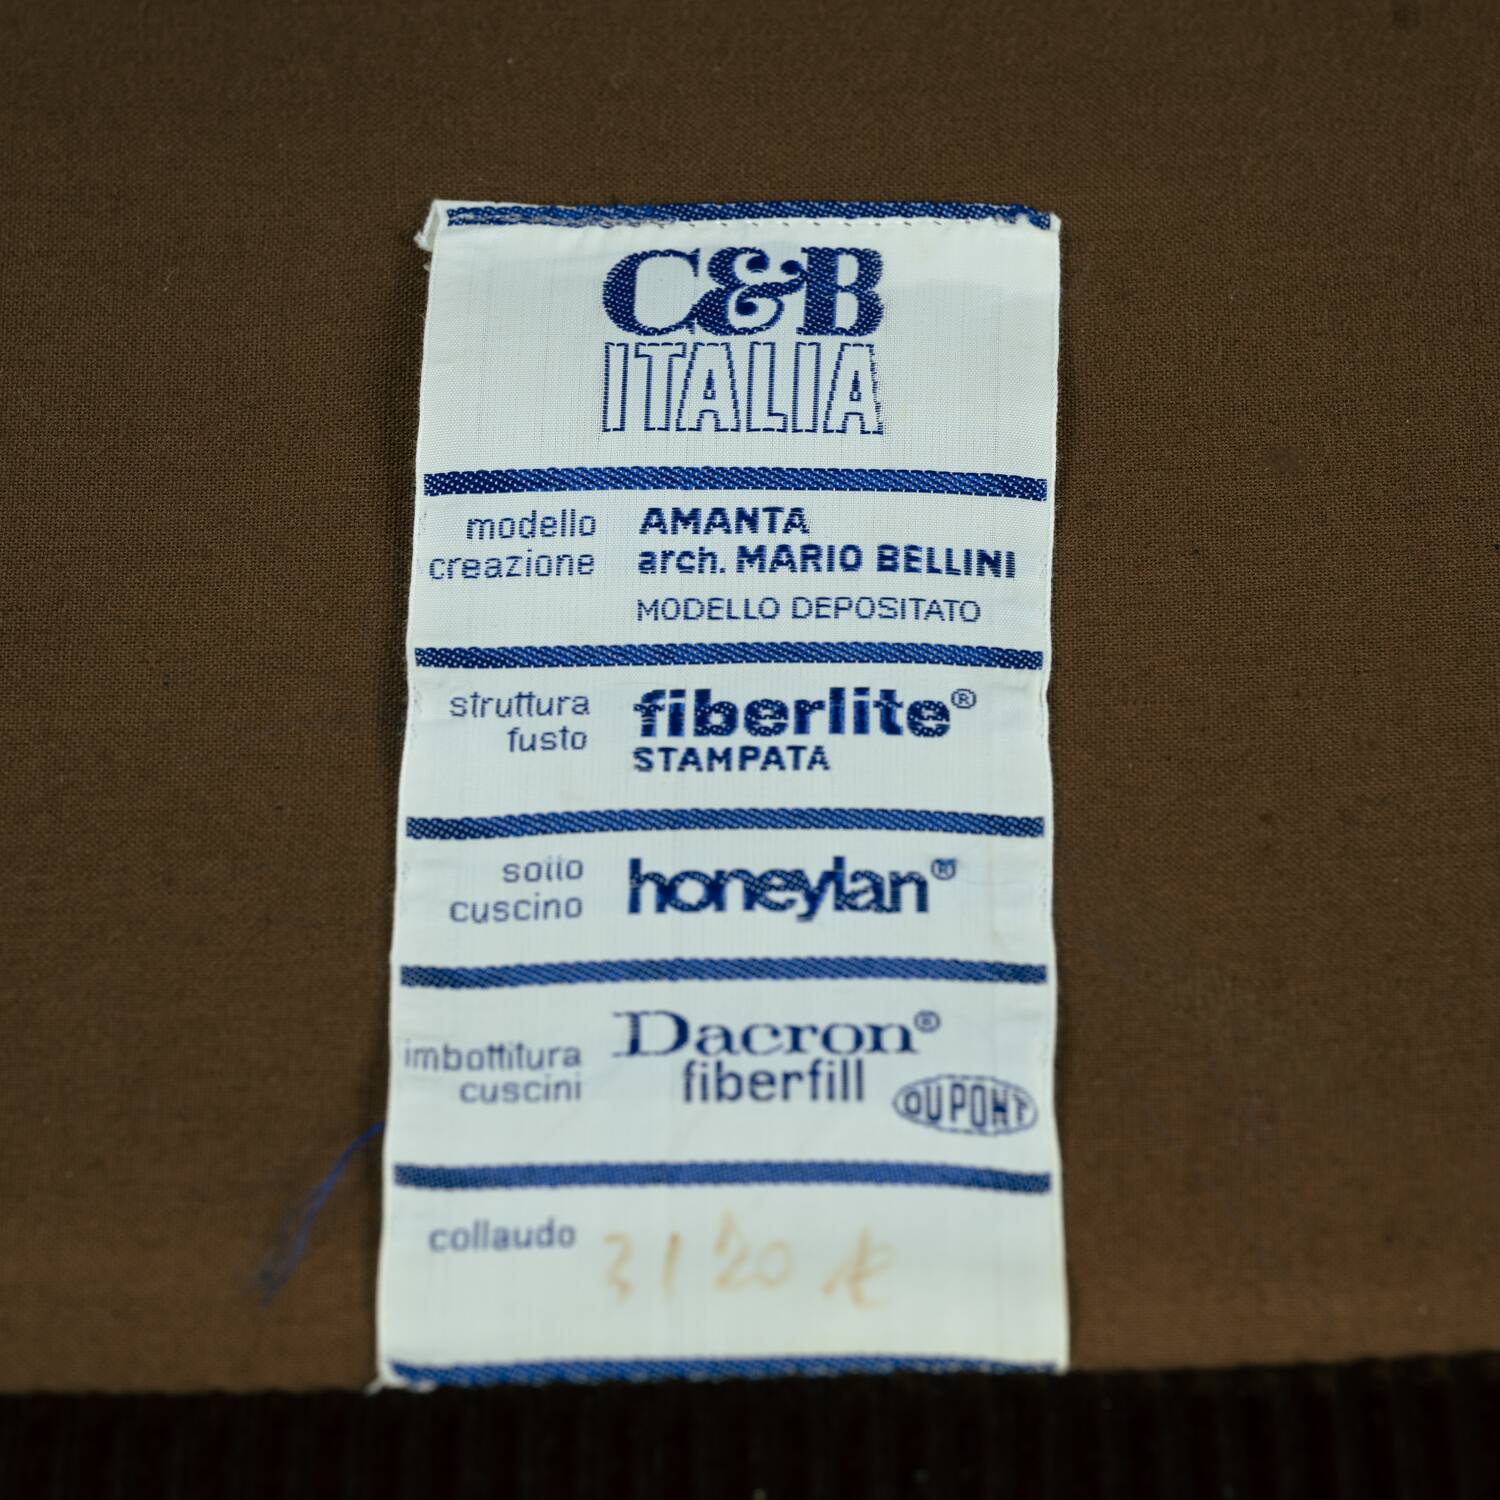 C&B
ITALIA
modello AMANTA
creazione arch. MARIO BELLINI
MODELLO DEPOSITATO
struttura fiberlite®
fusto STAMPATA
sotto honeylan®
cuscino
imbottitura Dacron®
cuscini fiberfill DUPONT
collaudo 3120